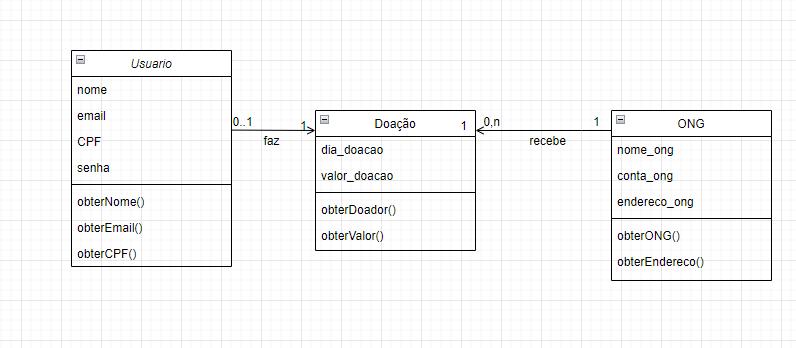 Usuario
nome
email
CPF
senha
obterNome()
obterEmail()
obterCPF()
0..1
faz
1
Doação
1
dia_doacao
valor_doacao
obterDoador()
obterValor()
0,n
recebe
1
ONG
nome_ong
conta_ong
endereco_ong
obterONG()
obterEndereco()